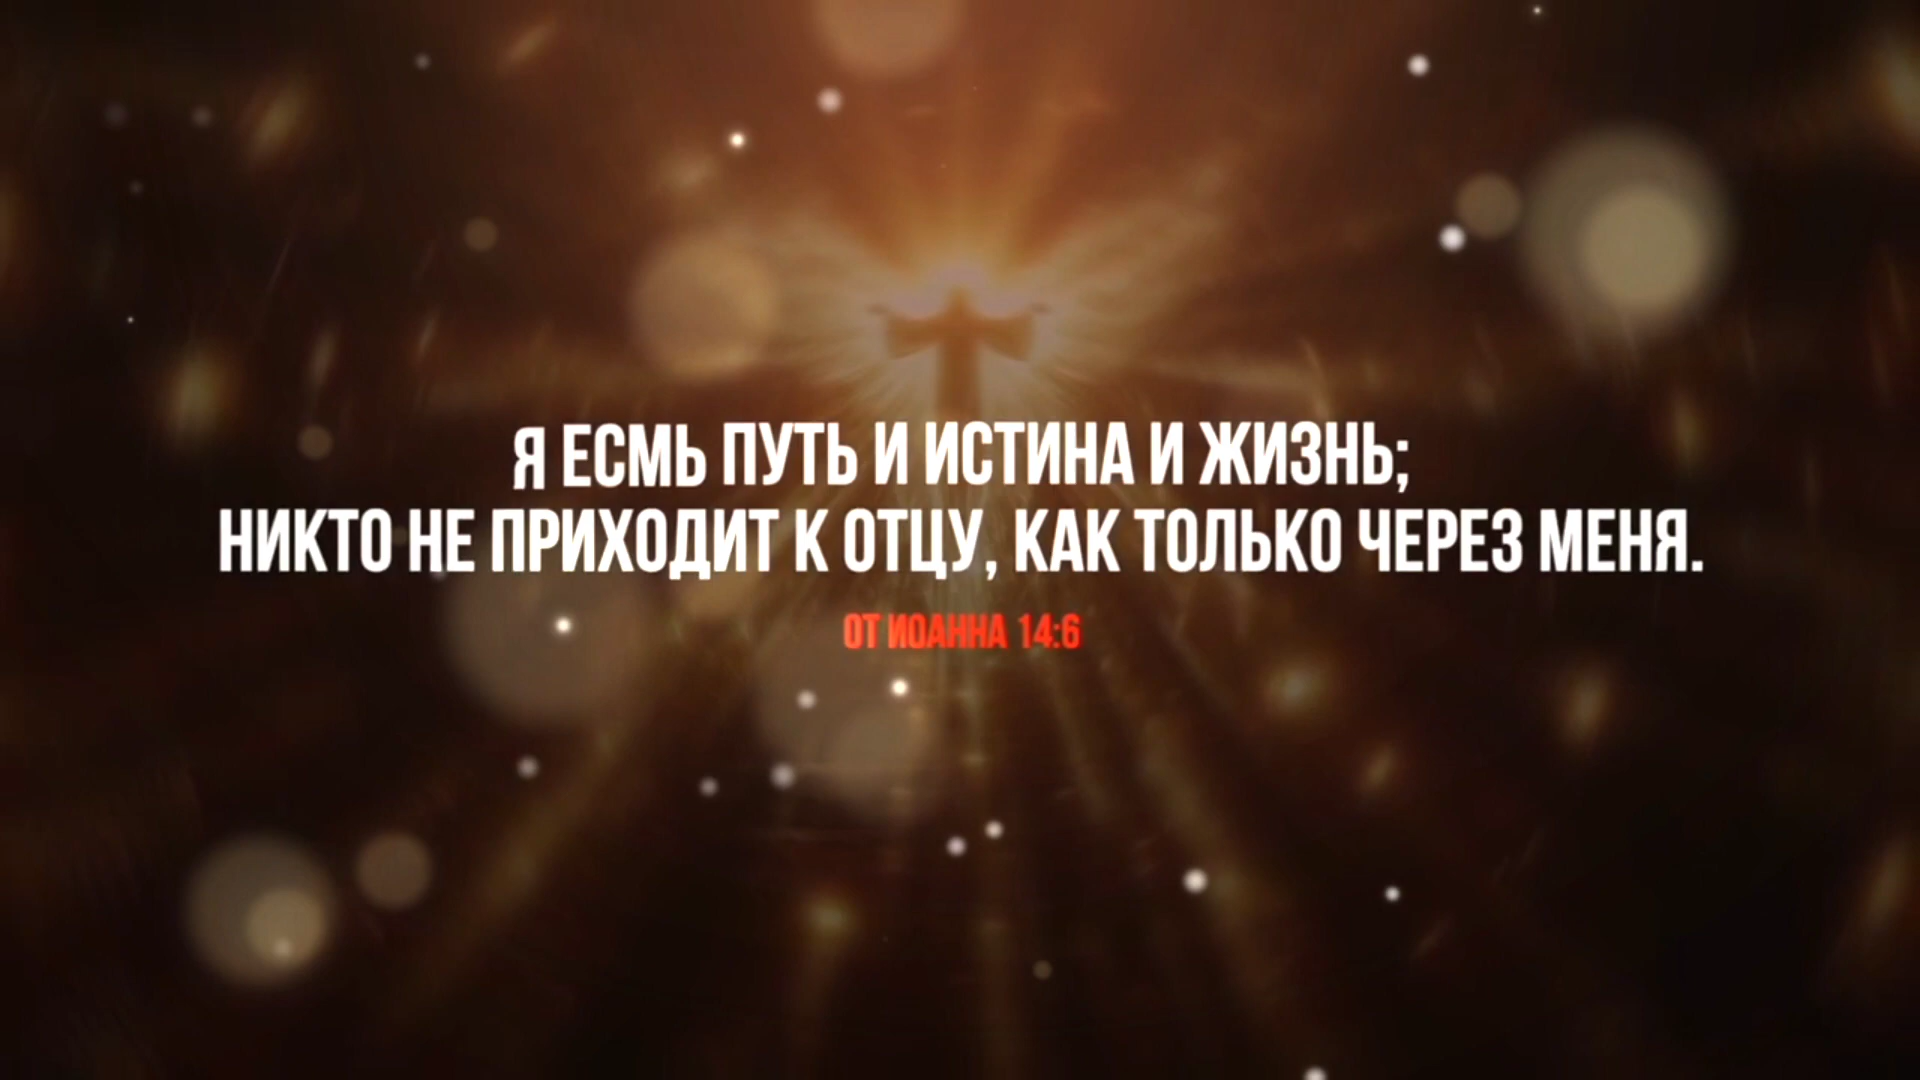 Я ЕСМЬ ПУТЬ И ИСТИНА И ЖИЗНЬ;
НИКТО НЕ ПРИХОДИТ К ОТЦУ, КАК ТОЛЬКО ЧЕРЕЗ МЕНЯ.
ОТ ИОАННА 14:6